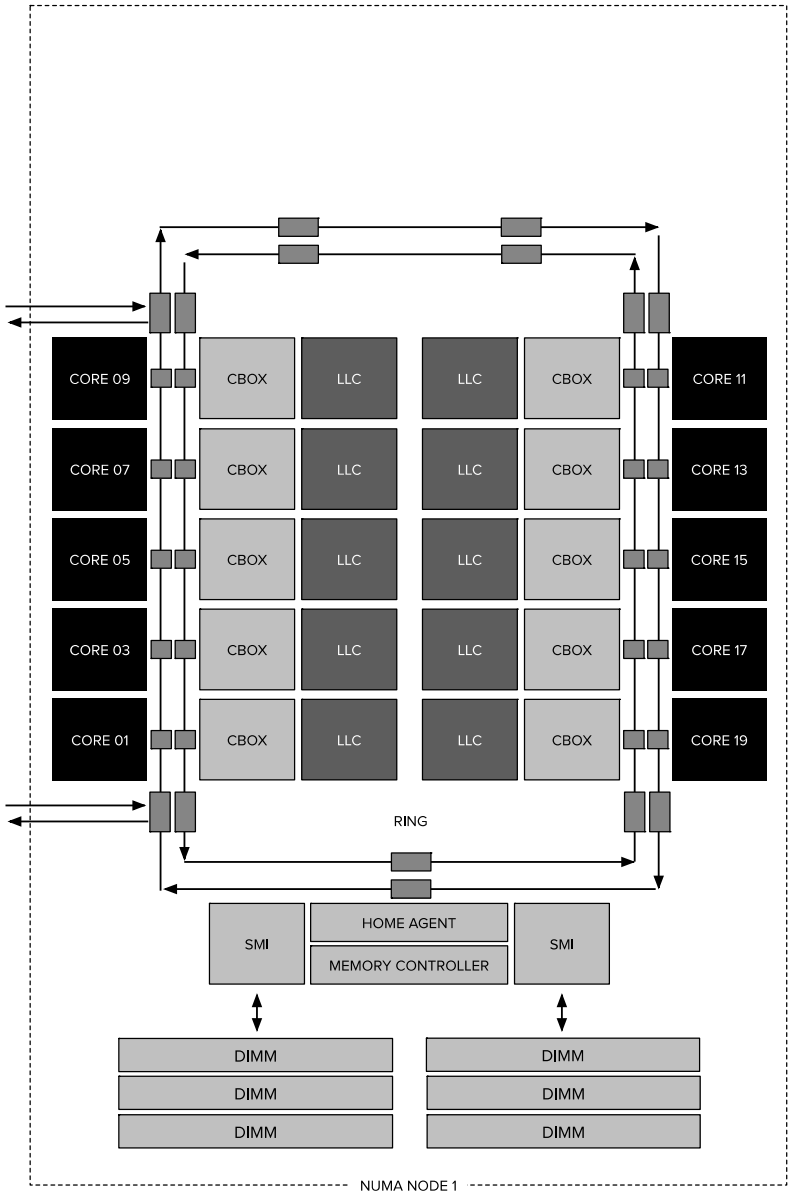 CORE 09 CBOX LLC LLC CBOX CORE 11
CORE 07 CBOX LLC LLC CBOX CORE 13
CORE 05 CBOX LLC LLC CBOX CORE 15
CORE 03 CBOX LLC LLC CBOX CORE 17
CORE 01 CBOX LLC LLC CBOX CORE 19
RING
SMI HOME AGENT SMI
MEMORY CONTROLLER
DIMM DIMM
DIMM DIMM
DIMM DIMM
NUMA NODE 1